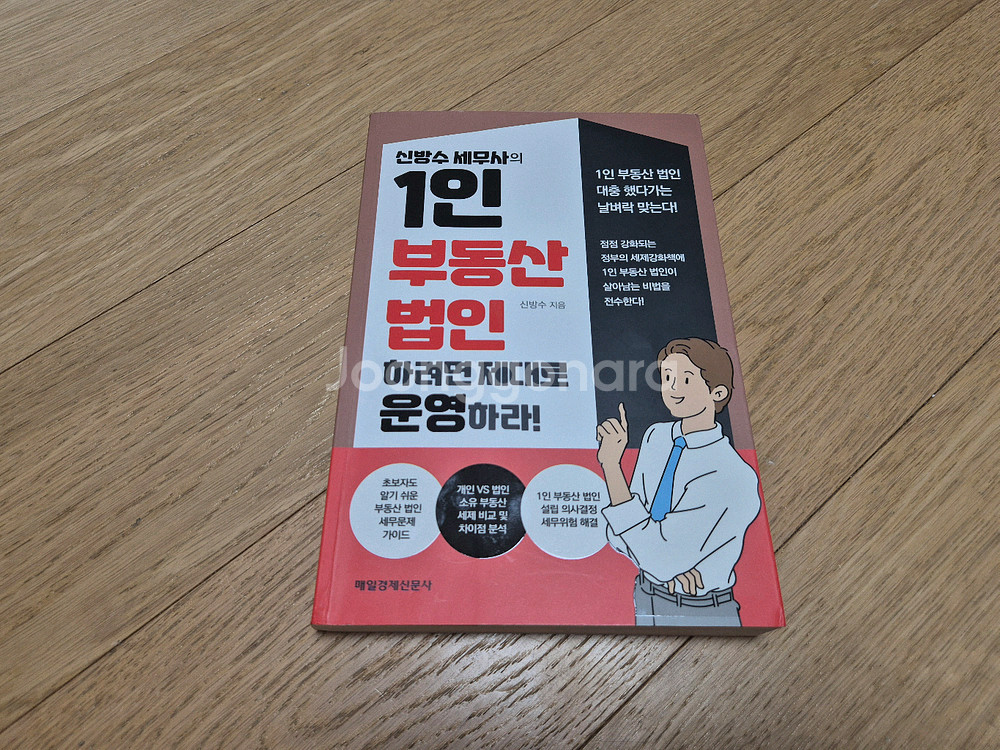 신방수 세무사의
1인
부동산
법인
신방수 지음
하려면 제대로
운영하라!
1인 부동산 법인
대충 했다가는
날벼락 맞는다!
점점 강화되는
정부의 세제강화책에
1인 부동산 법인이
살아남는 비법을
전수한다!
Joonggonara
초보자도
알기 쉬운
부동산 법인
세무문제
가이드
개인 VS 법인
소유 부동산
세제 비교 및
차이점 분석
1인 부동산 법인
설립 의사결정
세무위험 해결
매일경제신문사